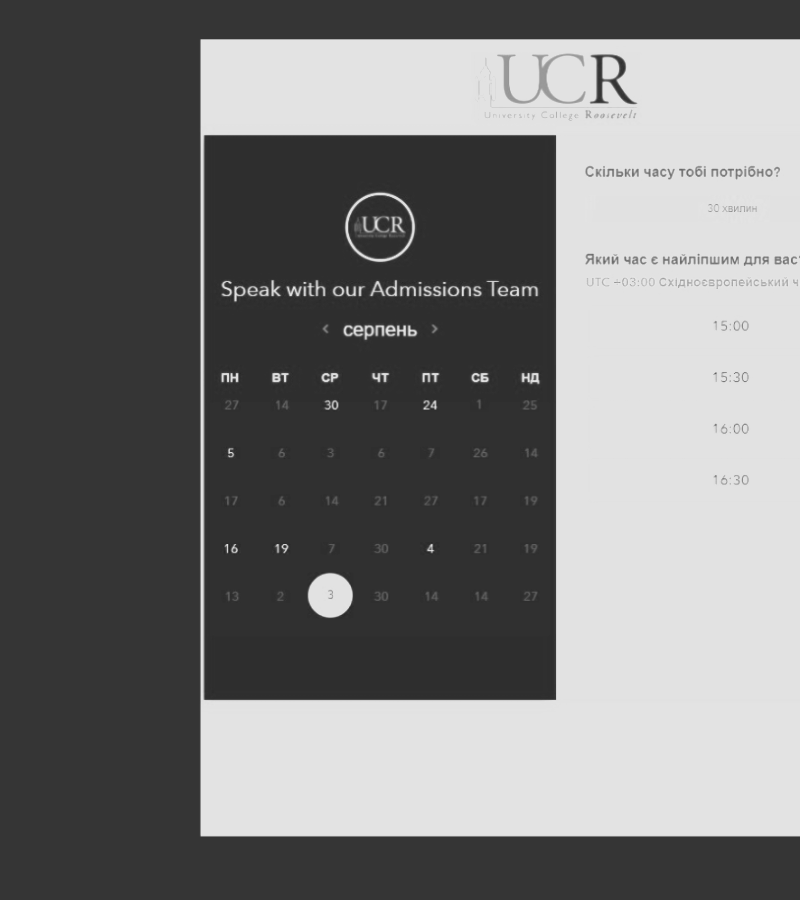 UCR
University College Roosevelt
UCR
Speak with our Admissions Team
‹ серпень ›
ПН ВТ СР ЧТ ПТ СБ НД
27 14 30 17 24 1 25
5 6 3 6 7 26 14
17 6 14 21 27 17 19
16 19 7 30 4 21 19
13 2 3 30 14 14 27
Скільки часу тобі потрібно?
30 хвилин
Який час є найліпшим для вас
UTC +03:00 Східноєвропейський ч
15:00
15:30
16:00
16:30